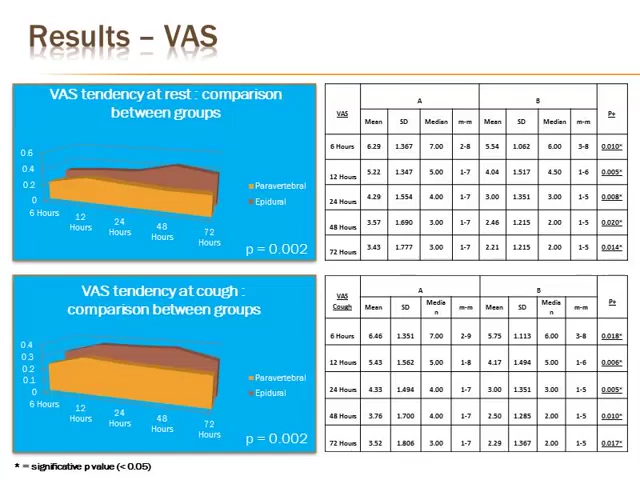 Results – VAS
VAS tendency at rest : comparison
between groups
0.6
0.4
0.2
0
6 Hours
12
Hours
24
Hours
48
Hours
72
Hours
Paravertebral
Epidural
p = 0.002
VAS A B P+
Mean SD Median m-m Mean SD Median m-m
6 Hours 6.29 1.367 7.00 2-8 5.54 1.062 6.00 3-8 0.010*
12 Hours 5.22 1.347 5.00 1-7 4.04 1.517 4.50 1-6 0.005*
24 Hours 4.29 1.554 4.00 1-7 3.00 1.351 3.00 1-5 0.008*
48 Hours 3.57 1.690 3.00 1-7 2.46 1.215 2.00 1-5 0.020*
72 Hours 3.43 1.777 3.00 1-7 2.21 1.215 2.00 1-5 0.014*
VAS tendency at cough :
comparison between groups
0.4
0.3
0.2
0.1
0
6 Hours
12
Hours
24
Hours
48
Hours
72
Hours
Paravertebral
Epidural
p = 0.002
VAS Cough A B P+
Mean SD Median m-m Mean SD Median m-m
6 Hours 6.46 1.351 7.00 2-9 5.75 1.113 6.00 3-8 0.018*
12 Hours 5.43 1.562 5.00 1-8 4.17 1.494 5.00 1-6 0.006*
24 Hours 4.33 1.494 4.00 1-7 3.00 1.351 3.00 1-5 0.005*
48 Hours 3.76 1.700 4.00 1-7 2.50 1.285 2.00 1-5 0.010*
72 Hours 3.52 1.806 3.00 1-7 2.29 1.367 2.00 1-5 0.017*
* = significative p value (< 0.05)